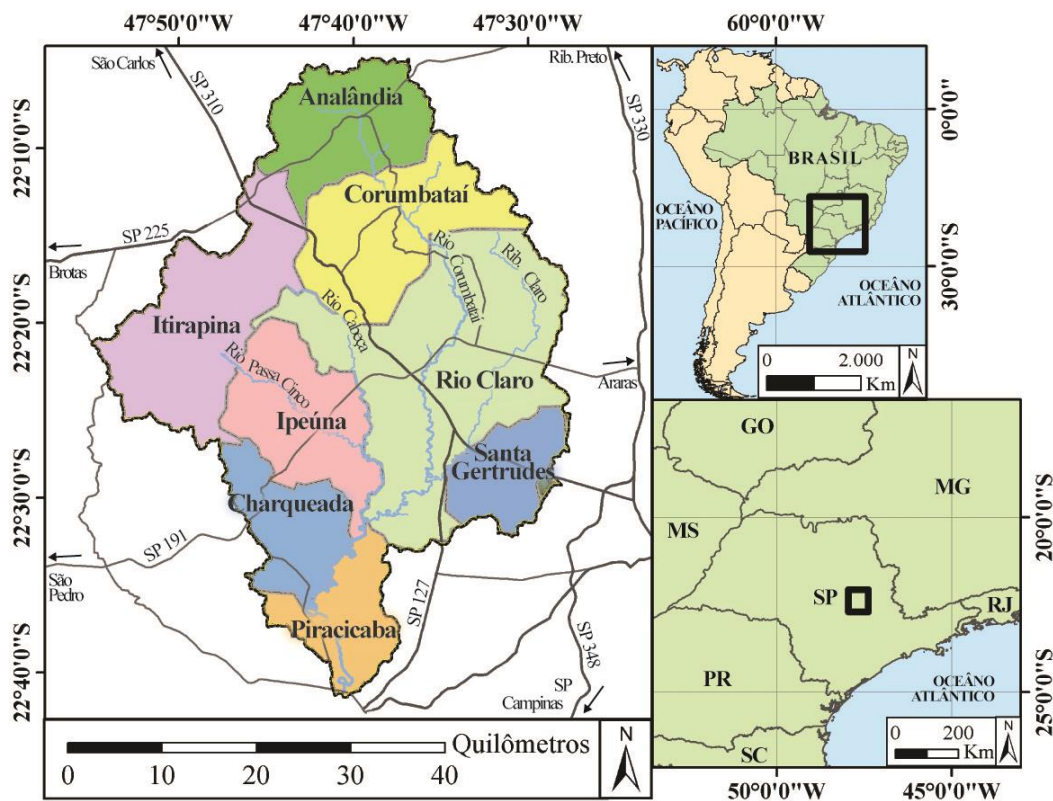 47°50'0"W
47°40'0"W
47°30'0"W
60°0'0"W
22°10'0"S
22°20'0"S
22°30'0"S
22°40'0"S
São Carlos
SP 310
Rib. Preto
SP 330
Analândia
Corumbataí
SP 225
Brotas
Rio Corumbataí
Rib. Claro
Rio Cabeça
Itirapina
Rio Passa Cinco
Rio Claro
Araras
Ipeúna
Santa
Gertrudes
Charqueada
SP 191
São
Pedro
SP 127
Piracicaba
SP 348
SP
Campinas
Quilômetros
0 10 20 30 40
N
0°0'0"
30°0'0"S
BRASIL
OCEÂNO
PACÍFICO
OCEÂNO
ATLÂNTICO
0 2.000
Km
N
GO
MG
MS
SP
RJ
PR
SC
OCEÂNO
ATLÂNTICO
0 200
Km
N
20°0'0"S
25°0'0"S
50°0'0"W
45°0'0"W